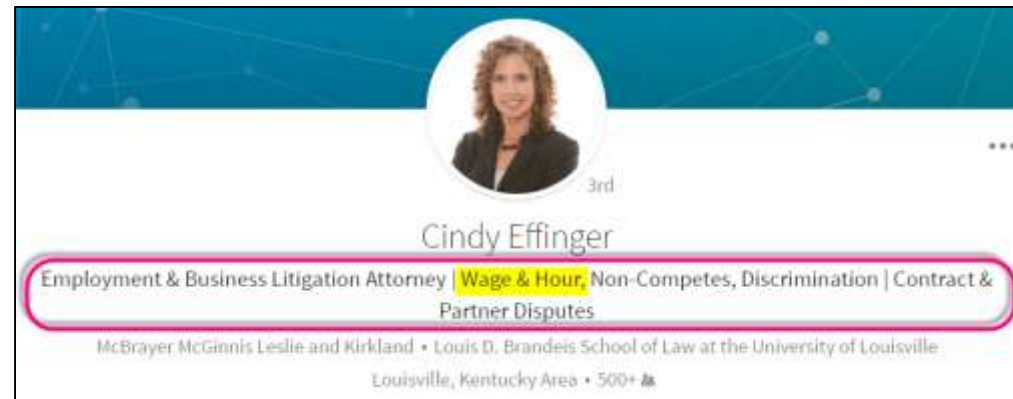 3rd
Cindy Effinger
Employment & Business Litigation Attorney | Wage & Hour, Non-Competes, Discrimination | Contract &
Partner Disputes
McBrayer McGinnis Leslie and Kirkland • Louis D. Brandeis School of Law at the University of Louisville
Louisville, Kentucky Area • 500+